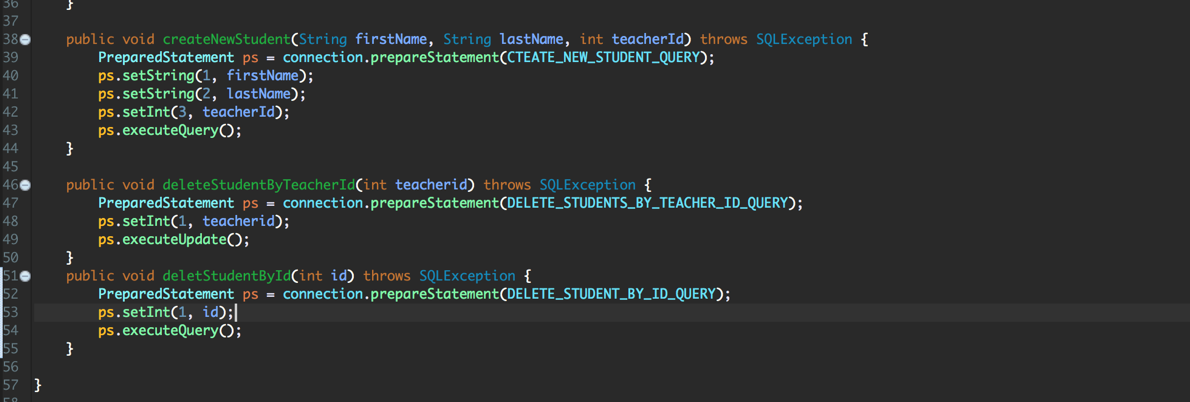 36 }
37
38 public void createNewStudent(String firstName, String lastName, int teacherId) throws SQLException {
39 PreparedStatement ps = connection.prepareStatement(CTEATE_NEW_STUDENT_QUERY);
40 ps.setString(1, firstName);
41 ps.setString(2, lastName);
42 ps.setInt(3, teacherId);
43 ps.executeQuery();
44 }
45
46 public void deleteStudentByTeacherId(int teacherid) throws SQLException {
47 PreparedStatement ps = connection.prepareStatement(DELETE_STUDENTS_BY_TEACHER_ID_QUERY);
48 ps.setInt(1, teacherid);
49 ps.executeUpdate();
50 }
51 public void deletStudentById(int id) throws SQLException {
52 PreparedStatement ps = connection.prepareStatement(DELETE_STUDENT_BY_ID_QUERY);
53 ps.setInt(1, id);
54 ps.executeQuery();
55 }
56
57 }
58